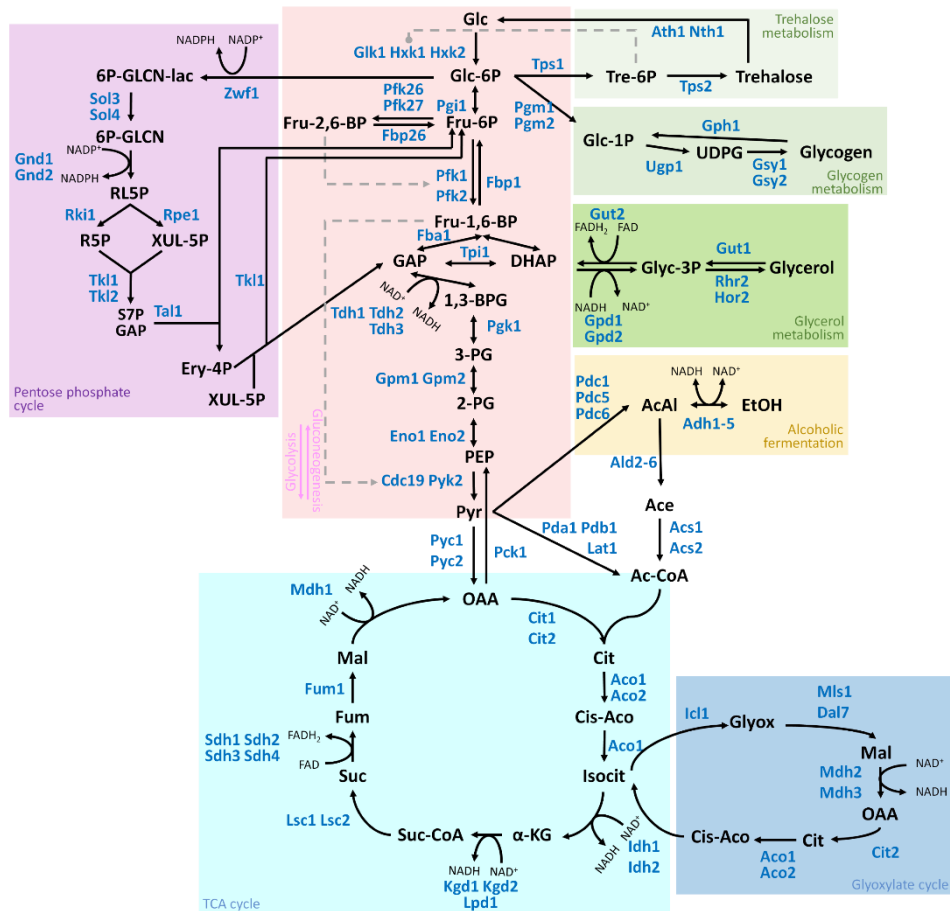 Glc
Ath1 Nth1
Trehalose
metabolism
NADPH
NADP⁺
Glk1 Hxk1 Hxk2
6P-GLCN-lac
Zwf1
Glc-6P
Tps1
Tre-6P
Tps2
Trehalose
Sol3
Sol4
Pfk26
Pfk27
Pgi1
Pgm1
Pgm2
Fru-2,6-BP
Fbp26
Fru-6P
6P-GLCN
Glc-1P
Gph1
Ugp1
UDPG
Gsy1
Gsy2
Glycogen
Glycogen
metabolism
NADP⁺
Gnd1
Gnd2
NADPH
RL5P
Pfk1
Pfk2
Fbp1
Rki1
Rpe1
R5P
XUL-5P
Fru-1,6-BP
Fba1
GAP
Tpi1
DHAP
Gut2
FADH₂
FAD
Gut1
Glyc-3P
Glycerol
Rhr2
Hor2
NADH
NAD⁺
Gpd1
Gpd2
Glycerol
metabolism
Tkl1
Tkl2
Tkl1
S7P
GAP
Tal1
NAD⁺
NADH
Tdh1 Tdh2
Tdh3
1,3-BPG
Pgk1
3-PG
Ery-4P
XUL-5P
Pentose phosphate
cycle
Gpm1 Gpm2
2-PG
Eno1 Eno2
PEP
Glycolysis
Gluconeogenesis
Cdc19 Pyk2
Pyr
Pdc1
Pdc5
Pdc6
NADH
NAD⁺
AcAl
EtOH
Adh1-5
Alcoholic
fermentation
Ald2-6
Ace
Pyc1
Pyc2
Pck1
Pda1 Pdb1
Lat1
Acs1
Acs2
Ac-CoA
Mdh1
NADH
NAD⁺
OAA
Cit1
Cit2
Mal
Cit
Fum1
Aco1
Aco2
Fum
Cis-Aco
Sdh1 Sdh2
Sdh3 Sdh4
FADH₂
FAD
Aco1
Suc
Isocit
Icl1
Glyox
Mls1
Dal7
Mal
Mdh2
Mdh3
NAD⁺
NADH
OAA
Lsc1 Lsc2
Suc-CoA
α-KG
NAD⁺
NADH
Idh1
Idh2
NADH
NAD⁺
Kgd1 Kgd2
Lpd1
Cis-Aco
Cit
Aco1
Aco2
Cit2
TCA cycle
Glyoxylate cycle